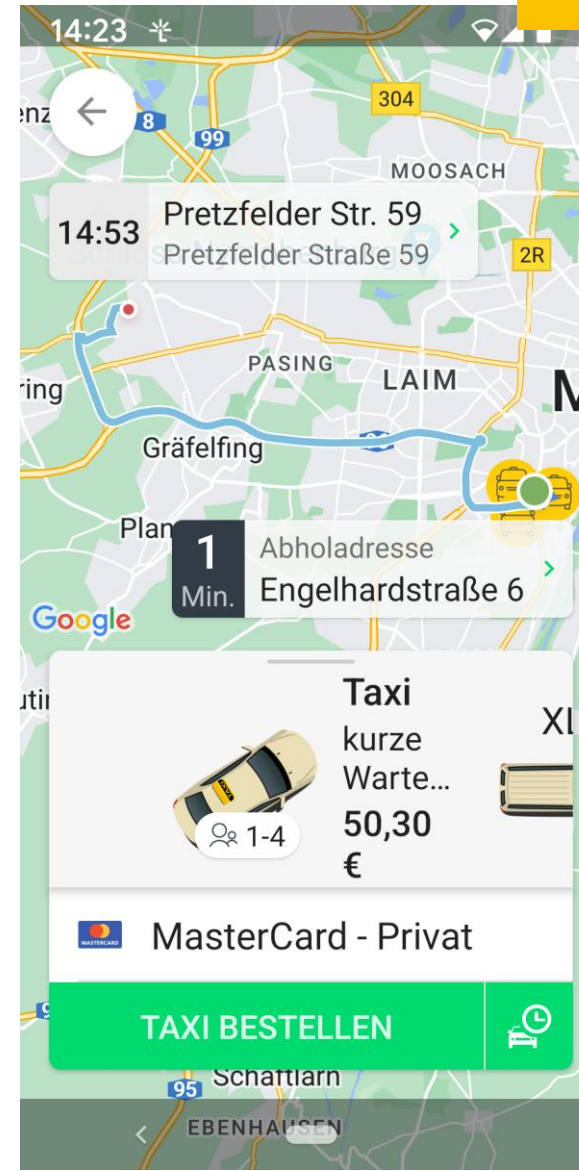 14:23
304
8
99
MOOSACH
14:53
Pretzfelder Str. 59
Pretzfelder Straße 59
2R
PASING
LAIM
ring
M
Gräfelfing
Plan
1
Min.
Abholadresse
Engelhardstraße 6
Google
Taxi
kurze
Warte...
50,30
€
XL
1-4
MASTERCARD
MasterCard - Privat
TAXI BESTELLEN
95
Schäftlarn
EBENHAUSEN